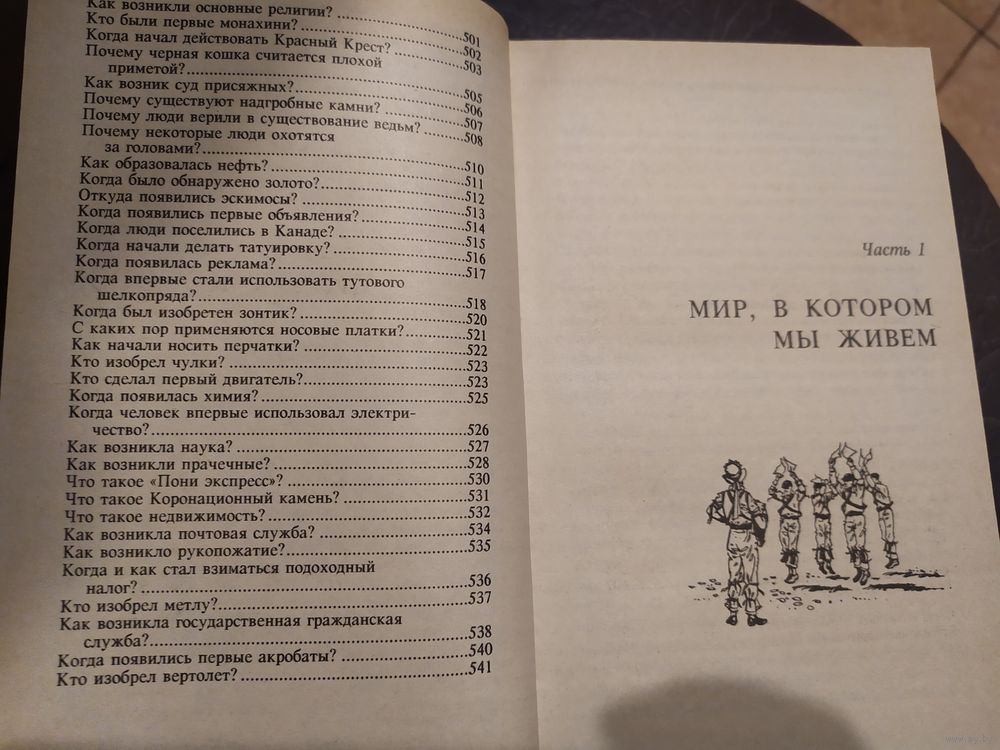 Как возникли основные религии?......501
Кто были первые монахини?......502
Когда начал действовать Красный Крест?......503
Почему черная кошка считается плохой
приметой?......505
Как возник суд присяжных?......506
Почему существуют надгробные камни?......507
Почему люди верили в существование ведьм?......508
Почему некоторые люди охотятся
за головами?......510
Как образовалась нефть?......511
Когда было обнаружено золото?......512
Откуда появились эскимосы?......513
Когда появились первые объявления?......514
Когда люди поселились в Канаде?......515
Когда начали делать татуировку?......516
Когда появилась реклама?......517
Когда впервые стали использовать тутового
шелкопряда?......518
Когда был изобретен зонтик?......520
С каких пор применяются носовые платки?......521
Как начали носить перчатки?......522
Кто изобрел чулки?......523
Кто сделал первый двигатель?......523
Когда появилась химия?......525
Когда человек впервые использовал электри-
чество?......526
Как возникла наука?......527
Как возникли прачечные?......528
Что такое «Пони экспресс»?......530
Что такое Коронационный камень?......531
Что такое недвижимость?......532
Как возникла почтовая служба?......534
Как возникло рукопожатие?......535
Когда и как стал взиматься подоходный
налог?......536
Кто изобрел метлу?......537
Как возникла государственная гражданская
служба?......538
Когда появились первые акробаты?......540
Кто изобрел вертолет?......541
Часть 1
МИР, В КОТОРОМ
МЫ ЖИВЕМ